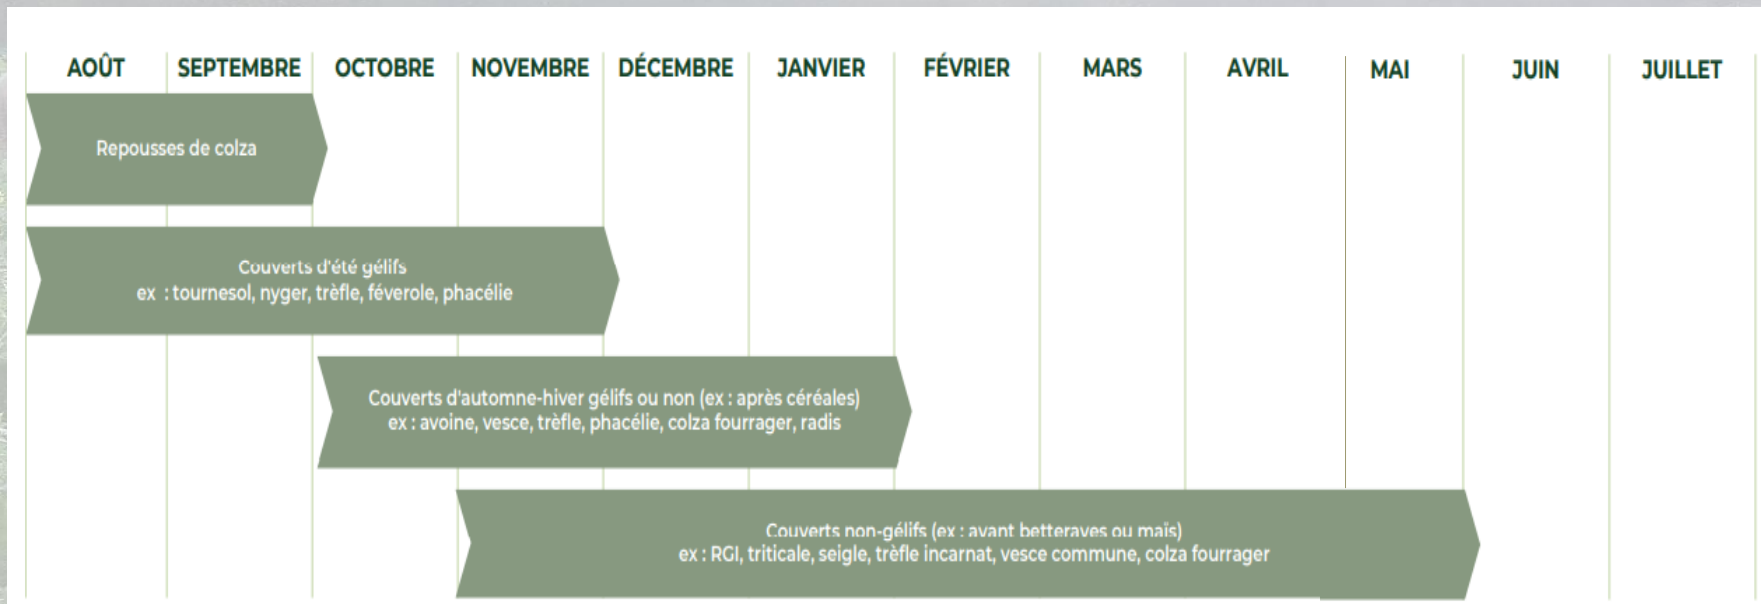 AOÛT SEPTEMBRE OCTOBRE NOVEMBRE DÉCEMBRE JANVIER FÉVRIER MARS AVRIL MAI JUIN JUILLET
Repousses de colza
Couverts d'été gélifs
ex : tournesol, nyger, trèfle, féverole, phacélie
Couverts d'automne-hiver gélifs ou non (ex : après céréales)
ex : avoine, vesce, trèfle, phacélie, colza fourrager, radis
Couverts non-gélifs (ex : avant betteraves ou maïs)
ex : RGI, triticale, seigle, trèfle incarnat, vesce commune, colza fourrager